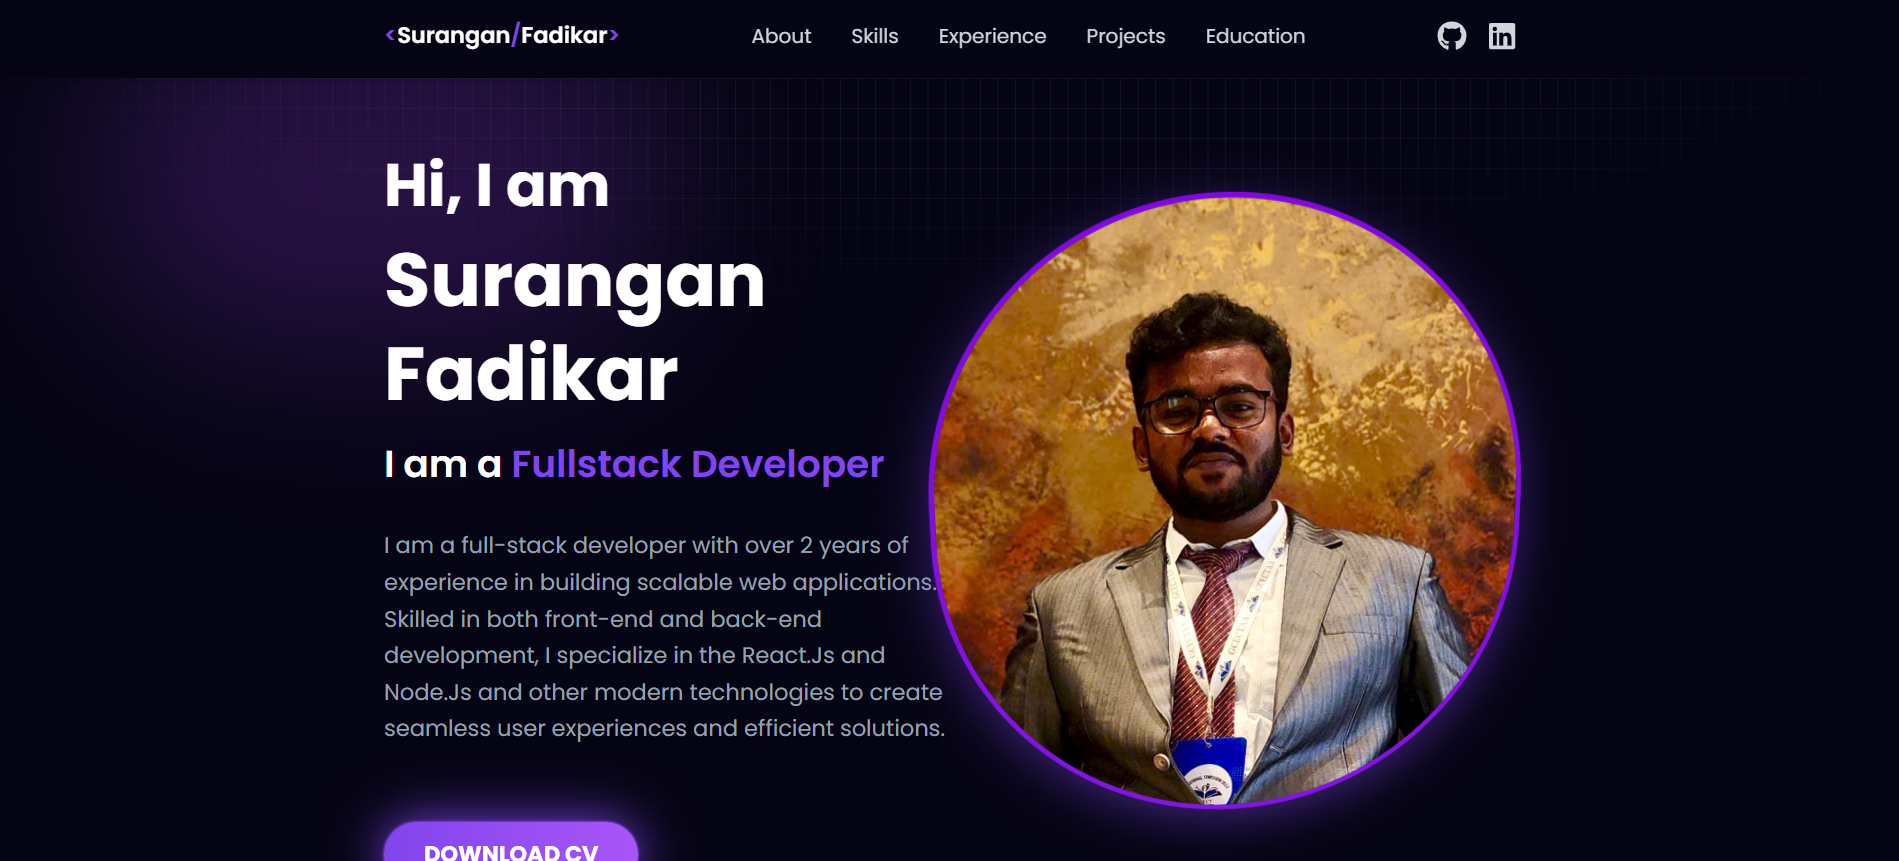 <Surangan/Fadikar>
About Skills Experience Projects Education
Hi, I am
Surangan
Fadikar
I am a Fullstack Developer
I am a full-stack developer with over 2 years of
experience in building scalable web applications.
Skilled in both front-end and back-end
development, I specialize in the React.Js and
Node.Js and other modern technologies to create
seamless user experiences and efficient solutions.
DOWNLOAD CV
in